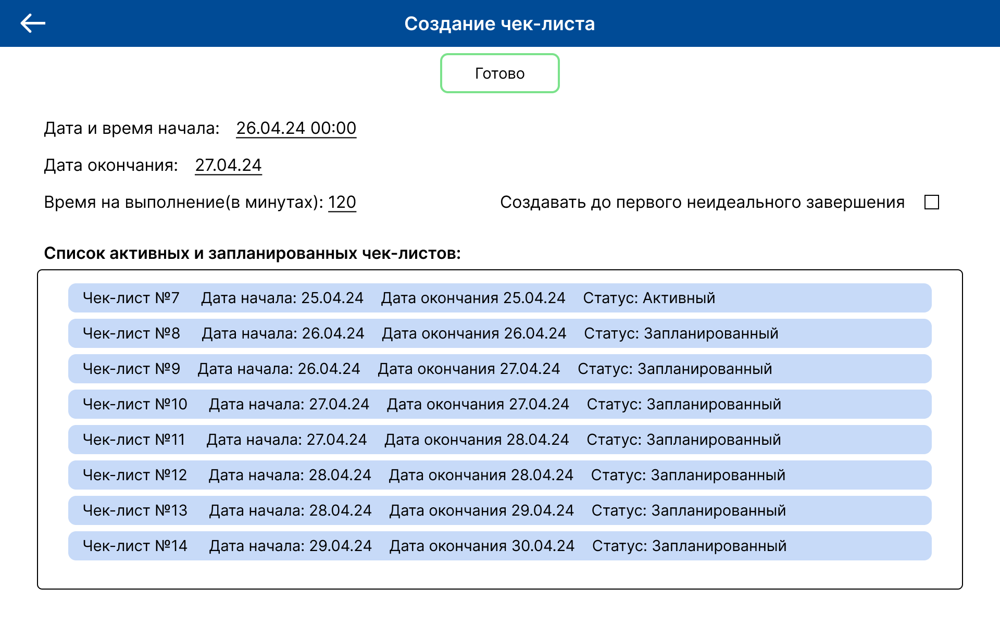 Создание чек-листа
Готово
Дата и время начала: 26.04.24 00:00
Дата окончания: 27.04.24
Время на выполнение(в минутах): 120 Создавать до первого неидеального завершения
Список активных и запланированных чек-листов:
Чек-лист №7 Дата начала: 25.04.24 Дата окончания 25.04.24 Статус: Активный
Чек-лист №8 Дата начала: 26.04.24 Дата окончания 26.04.24 Статус: Запланированный
Чек-лист №9 Дата начала: 26.04.24 Дата окончания 27.04.24 Статус: Запланированный
Чек-лист №10 Дата начала: 27.04.24 Дата окончания 27.04.24 Статус: Запланированный
Чек-лист №11 Дата начала: 27.04.24 Дата окончания 28.04.24 Статус: Запланированный
Чек-лист №12 Дата начала: 28.04.24 Дата окончания 28.04.24 Статус: Запланированный
Чек-лист №13 Дата начала: 28.04.24 Дата окончания 29.04.24 Статус: Запланированный
Чек-лист №14 Дата начала: 29.04.24 Дата окончания 30.04.24 Статус: Запланированный